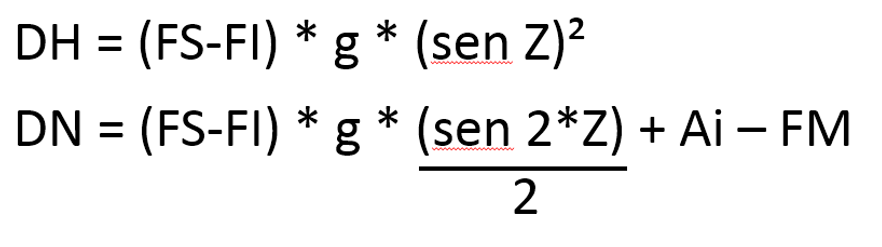 DH = (FS-FI) * g * (sen Z)²
DN = (FS-FI) * g * (sen 2*Z) + Ai – FM
2